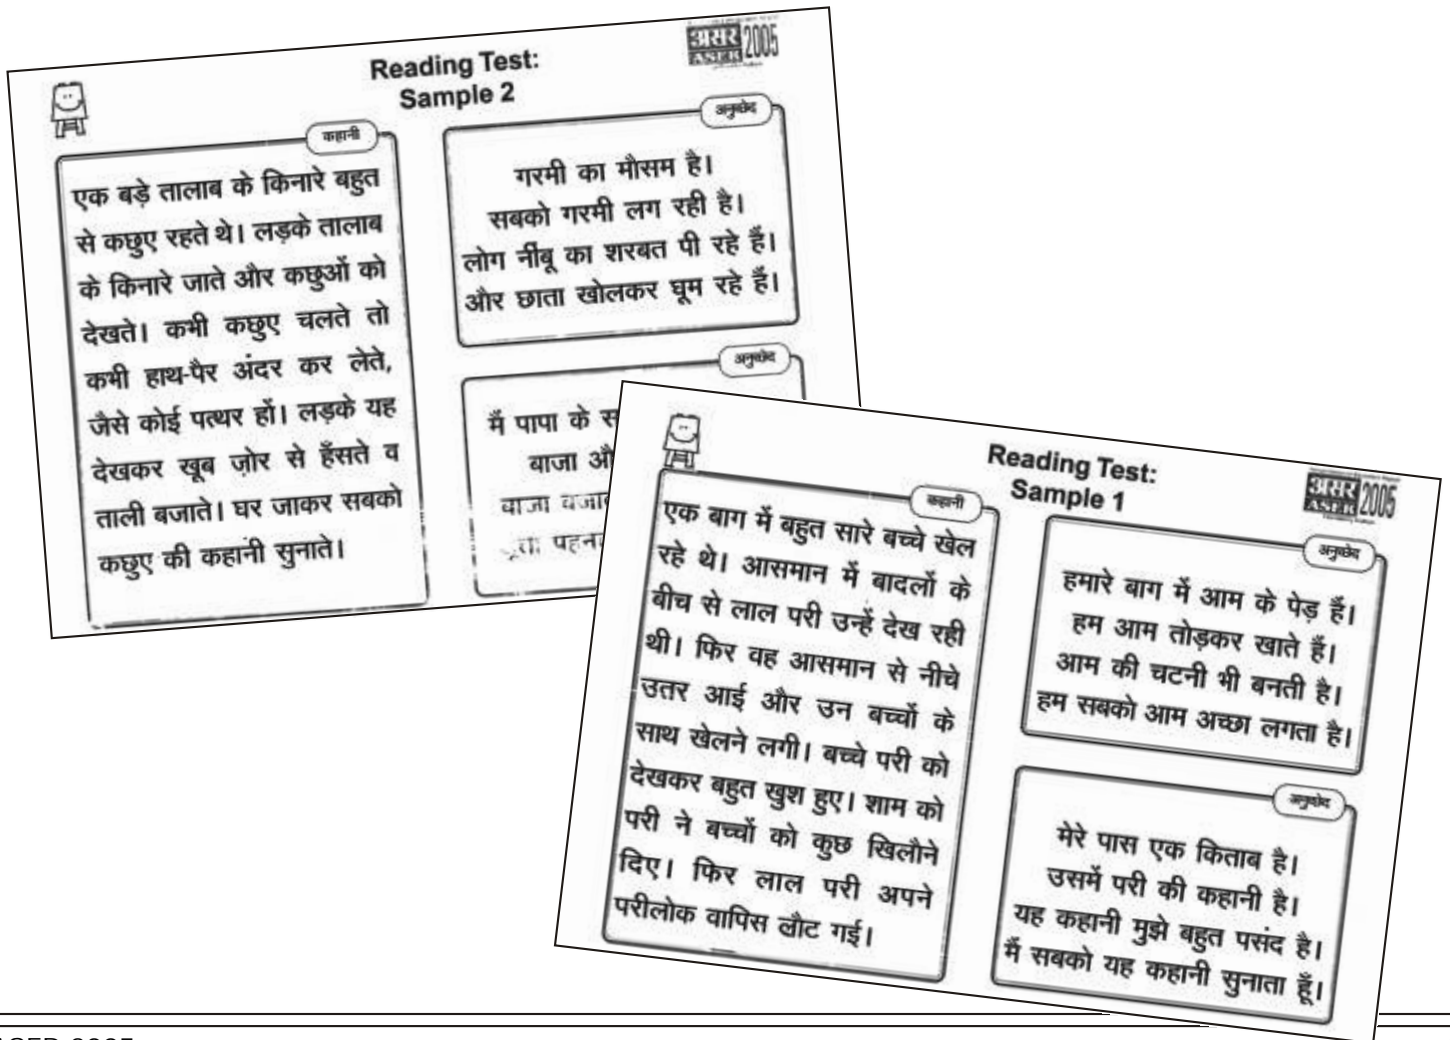 Reading Test:
Sample 2
असर 2005
ASER
कहानी
एक बड़े तालाब के किनारे बहुत
से कछुए रहते थे। लड़के तालाब
के किनारे जाते और कछुओं को
देखते। कभी कछुए चलते तो
कभी हाथ-पैर अंदर कर लेते,
जैसे कोई पत्थर हों। लड़के यह
देखकर खूब ज़ोर से हँसते व
ताली बजाते। घर जाकर सबको
कछुए की कहानी सुनाते।
अनुच्छेद
गरमी का मौसम है।
सबको गरमी लग रही है।
लोग नींबू का शरबत पी रहे हैं।
और छाता खोलकर घूम रहे हैं।
अनुच्छेद
मैं पापा के
बाजा
बाजा
Reading Test:
Sample 1
असर 2005
कहानी
एक बाग में बहुत सारे बच्चे खेल
रहे थे। आसमान में बादलों के
बीच से लाल परी उन्हें देख रही
थी। फिर वह आसमान से नीचे
उतर आई और उन बच्चों के
साथ खेलने लगी। बच्चे परी को
देखकर बहुत खुश हुए। शाम को
परी ने बच्चों को कुछ खिलौने
दिए। फिर लाल परी अपने
परीलोक वापिस लौट गई।
अनुच्छेद
हमारे बाग में आम के पेड़ हैं।
हम आम तोड़कर खाते हैं।
आम की चटनी भी बनती है।
हम सबको आम अच्छा लगता है।
अनुच्छेद
मेरे पास एक किताब है।
उसमें परी की कहानी है।
यह कहानी मुझे बहुत पसंद है।
मैं सबको यह कहानी सुनाता हूँ।